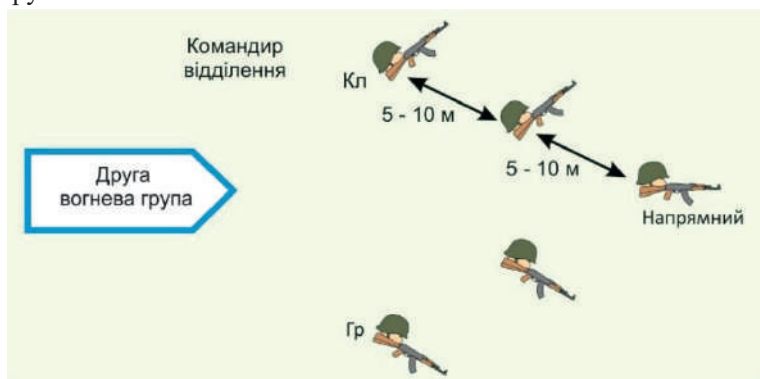 Командир
відділення
Кл
5 - 10 м
5 - 10 м
Друга
вогнева група
Напрямний
Гр